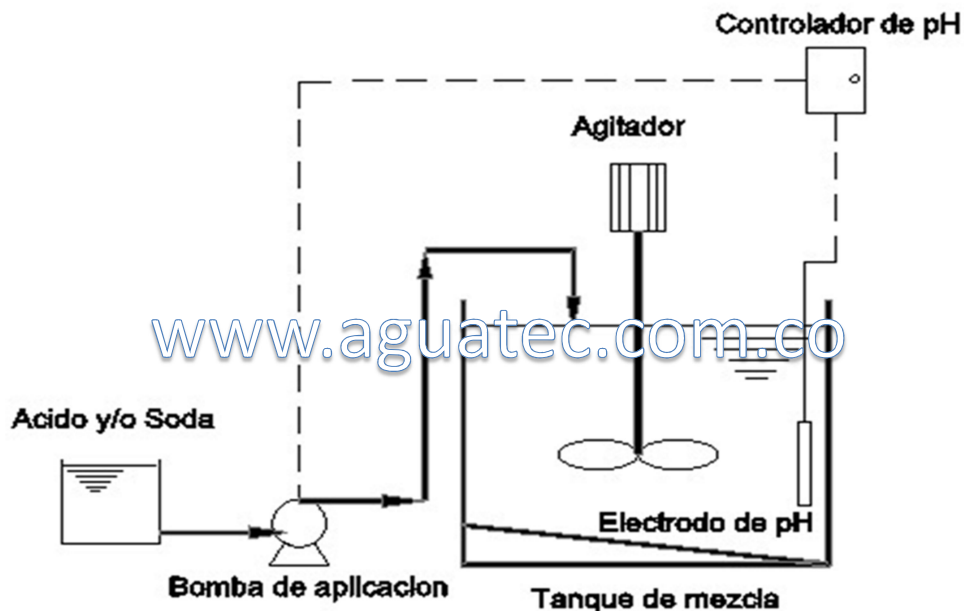 Controlador de pH
Agitador
www.aguatec.com.co
Acido y/o Soda
Electrodo de pH
Bomba de aplicacion
Tanque de mezcla